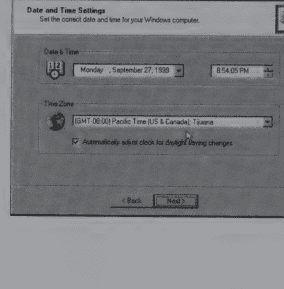 Date and Time Settings
Set the correct date and time for your Windows computer.
Date & Time
Monday , September 27, 1999
8:54:05 PM
Time Zone
(GMT-08:00) Pacific Time (US & Canada); Tijuana
Automatically adjust clock for daylight saving changes
< Back
Next >